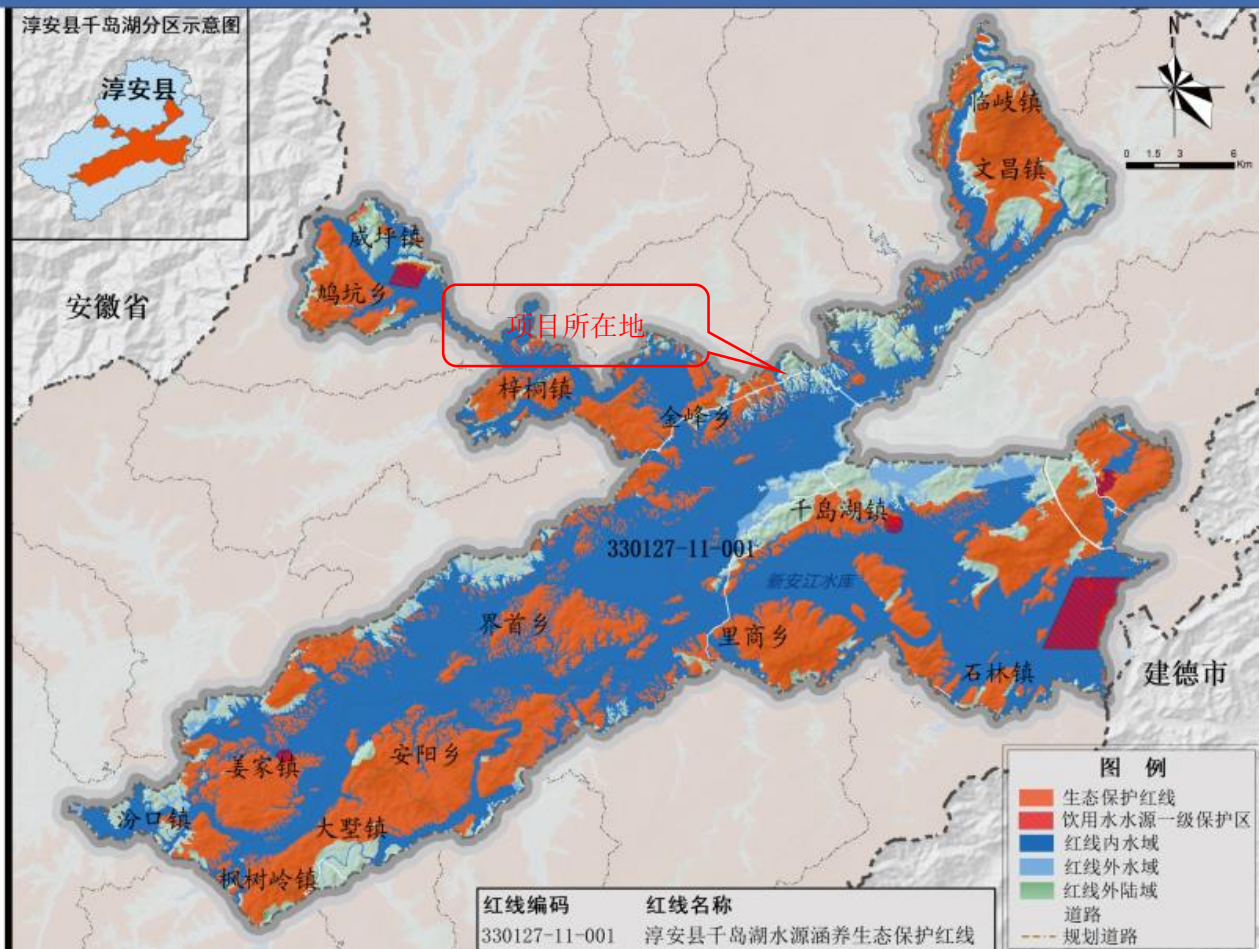 淳安县千岛湖分区示意图
淳安县
N
0 1.5 3 6
Km
临岐镇
文昌镇
威坪镇
鸠坑乡
安徽省
项目所在地
梓桐镇
金峰乡
千岛湖镇
330127-11-001
新安江水库
界首乡
里商乡
石林镇
建德市
安阳乡
姜家镇
汾口镇
大墅镇
枫树岭镇
图 例
生态保护红线
饮用水水源一级保护区
红线内水域
红线外水域
红线外陆域
道路
规划道路
红线编码 红线名称
330127-11-001 淳安县千岛湖水源涵养生态保护红线